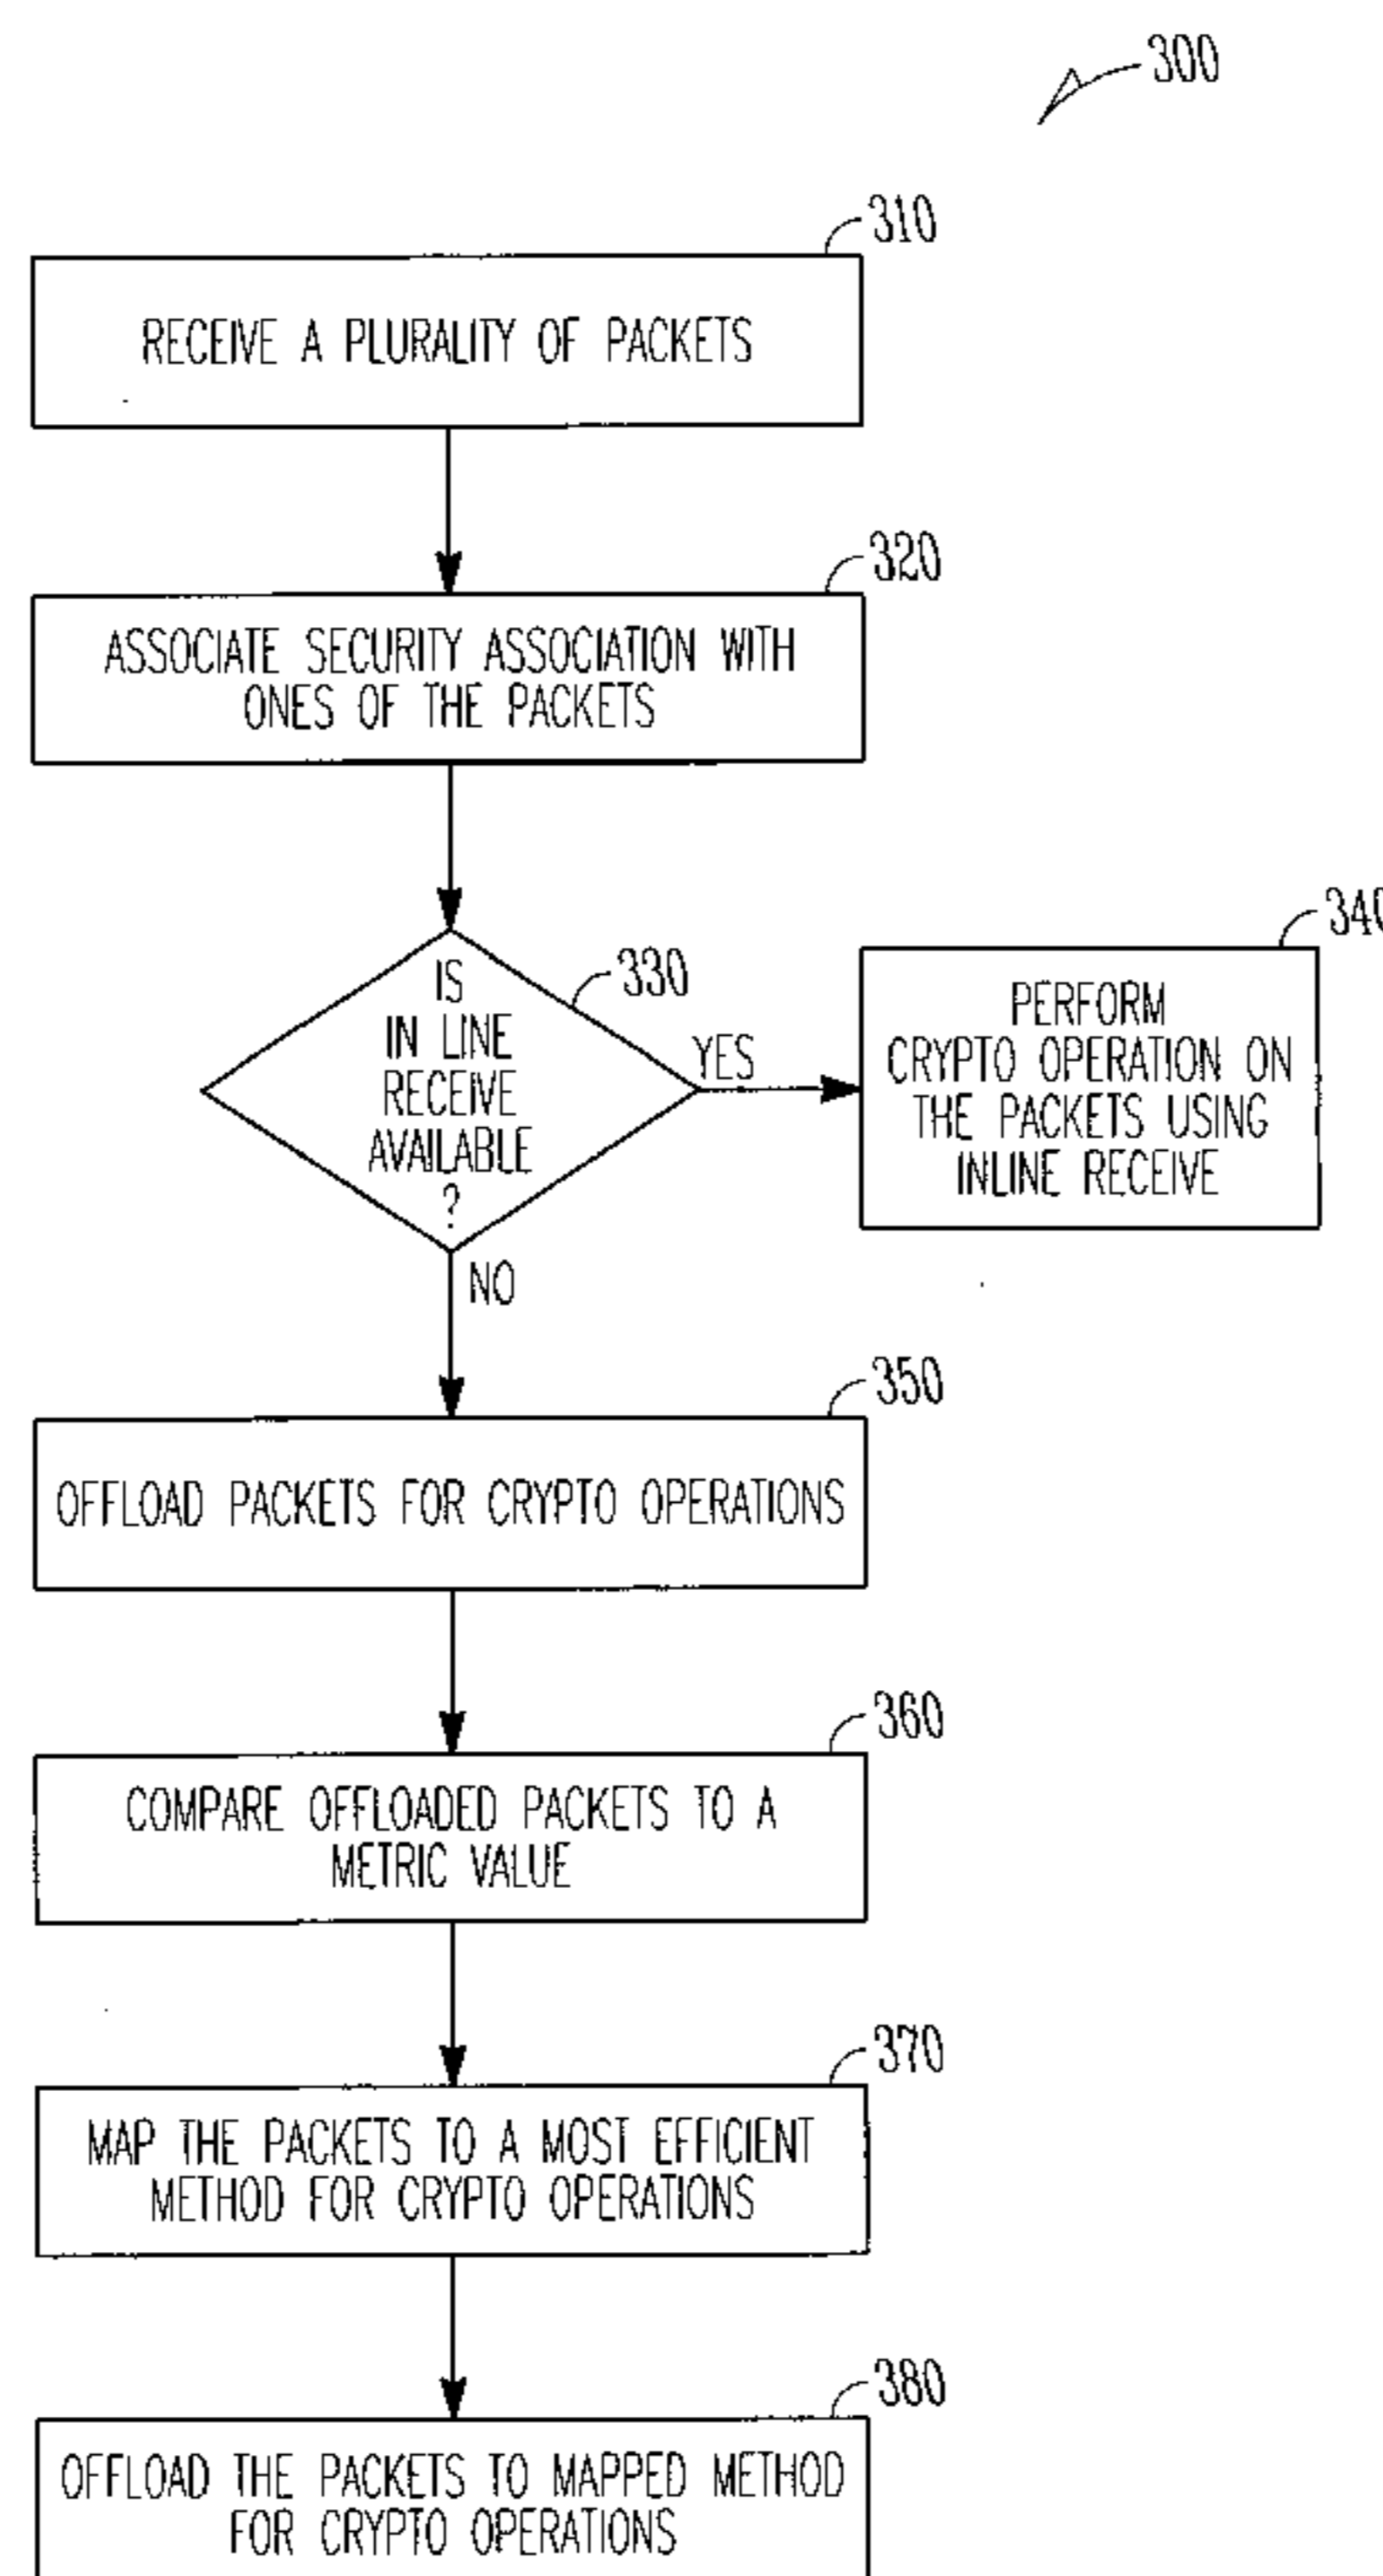 300
310
RECEIVE A PLURALITY OF PACKETS
320
ASSOCIATE SECURITY ASSOCIATION WITH
ONES OF THE PACKETS
330
IS
IN LINE
RECEIVE
AVAILABLE
?
YES
340
PERFORM
CRYPTO OPERATION ON
THE PACKETS USING
INLINE RECEIVE
NO
350
OFFLOAD PACKETS FOR CRYPTO OPERATIONS
360
COMPARE OFFLOADED PACKETS TO A
METRIC VALUE
370
MAP THE PACKETS TO A MOST EFFICIENT
METHOD FOR CRYPTO OPERATIONS
380
OFFLOAD THE PACKETS TO MAPPED METHOD
FOR CRYPTO OPERATIONS